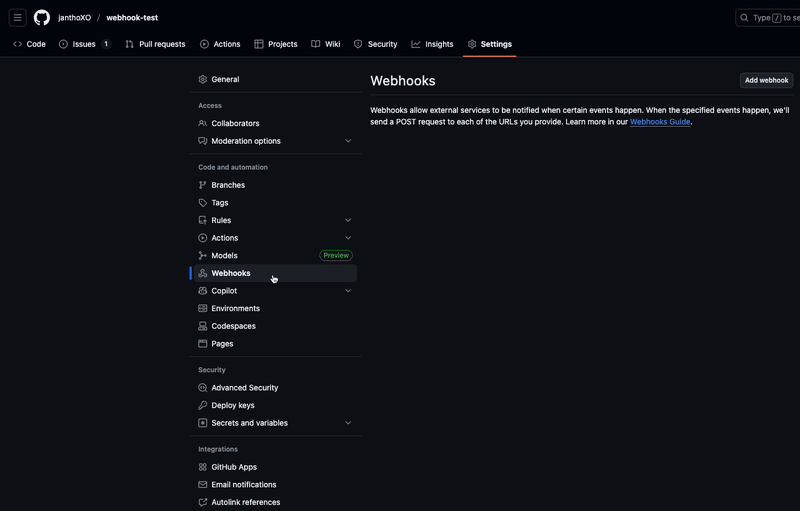 janthoXO / webhook-test
Type / to se
Code
Issues 1
Pull requests
Actions
Projects
Wiki
Security
Insights
Settings
General
Access
Collaborators
Moderation options
Code and automation
Branches
Tags
Rules
Actions
Models Preview
Webhooks
Copilot
Environments
Codespaces
Pages
Security
Advanced Security
Deploy keys
Secrets and variables
Integrations
GitHub Apps
Email notifications
Autolink references
Webhooks
Add webhook
Webhooks allow external services to be notified when certain events happen. When the specified events happen, we'll
send a POST request to each of the URLs you provide. Learn more in our Webhooks Guide.